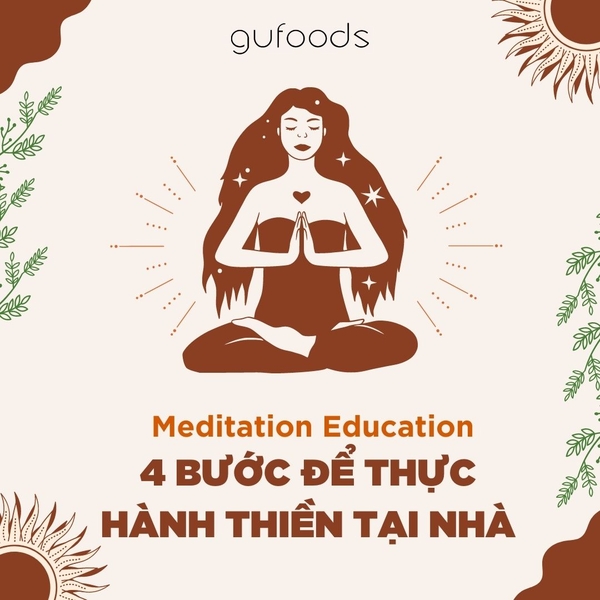 gufoods
Meditation Education
4 BƯỚC ĐỂ THỰC
HÀNH THIỀN TẠI NHÀ